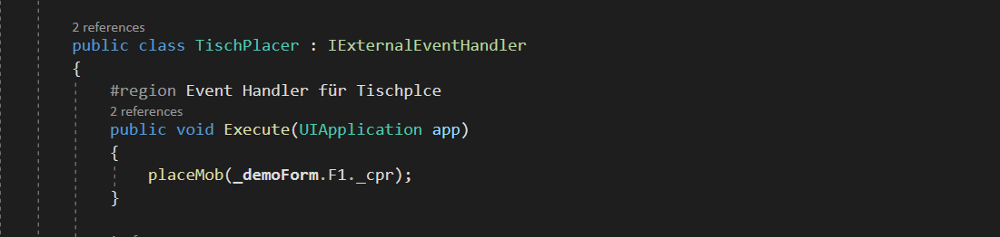 2 references
public class TischPlacer : IExternalEventHandler
{
#region Event Handler für Tischplce
2 references
public void Execute(UIApplication app)
{
placeMob(_demoForm.F1._cpr);
}